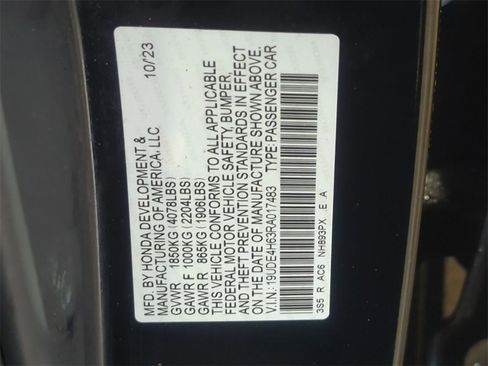 MFD. BY HONDA DEVELOPMENT & 10/23
MANUFACTURING OF AMERICA, LLC
GVWR 1850KG (4078LBS)
GAWR F 1000KG (2204LBS)
GAWR R 865KG (1906LBS)
THIS VEHICLE CONFORMS TO ALL APPLICABLE
FEDERAL MOTOR VEHICLE SAFETY, BUMPER,
AND THEFT PREVENTION STANDARDS IN EFFECT
ON THE DATE OF MANUFACTURE SHOWN ABOVE.
V.I.N: 19UDE4H63RA017483 TYPE: PASSENGER CAR
3S5 R AC6 NH893PX E A